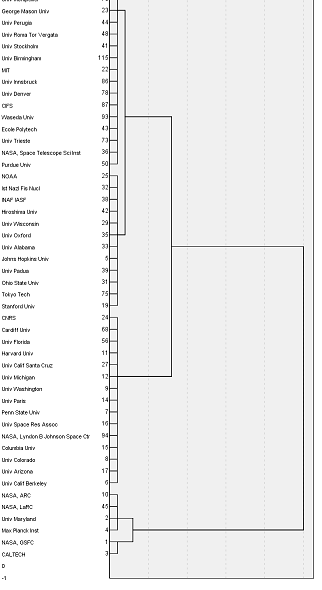 George Mason Univ 23
Univ Perugia 44
Univ Roma Tor Vergata 48
Univ Stockholm 41
Univ Birmingham 115
MIT 22
Univ Innsbruck 86
Univ Denver 78
OFS 87
Waseda Univ 93
Ecole Polytech 43
Univ Trieste 73
NASA, Space Telescope Sci Inst 36
Purdue Univ 50
NOAA 25
Ist Nazl Fis Nucl 32
INAF IASF 38
Hiroshima Univ 42
Univ Wisconsin 29
Univ Oxford 35
Univ Alabama 33
Johns Hopkins Univ 5
Univ Padua 39
Ohio State Univ 31
Tokyo Tech 75
Stanford Univ 19
CNRS 24
Cardiff Univ 68
Univ Florida 56
Harvard Univ 11
Univ Calif Santa Cruz 27
Univ Michigan 12
Univ Washington 9
Univ Paris 14
Penn State Univ 7
Univ Space Res Assoc 16
NASA, Lyndon B Johnson Space Ctr 94
Columbia Univ 15
Univ Colorado 8
Univ Arizona 17
Univ Calif Berkeley 6
NASA, ARC 10
NASA, LaRC 45
Univ Maryland 2
Max Planck Inst 4
NASA, GSFC 1
CALTECH 3
0
-1